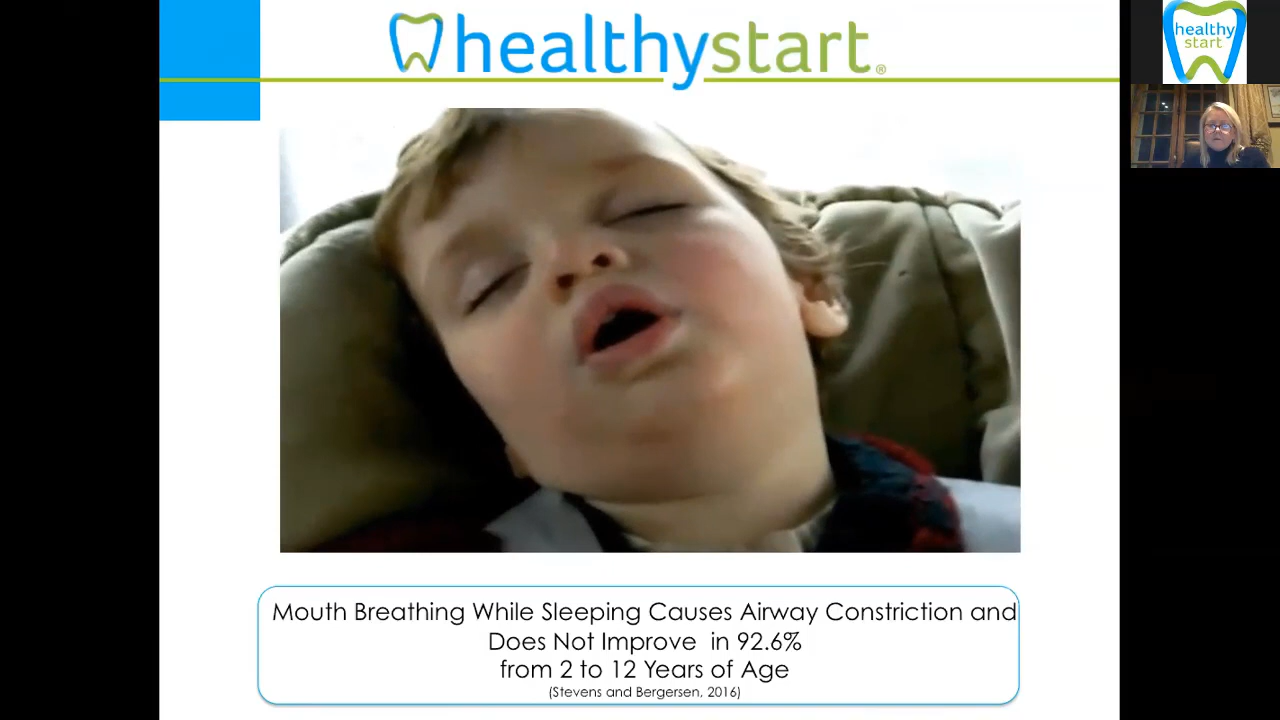 healthystart®
healthy
start
Mouth Breathing While Sleeping Causes Airway Constriction and
Does Not Improve in 92.6%
from 2 to 12 Years of Age
(Stevens and Bergersen, 2016)